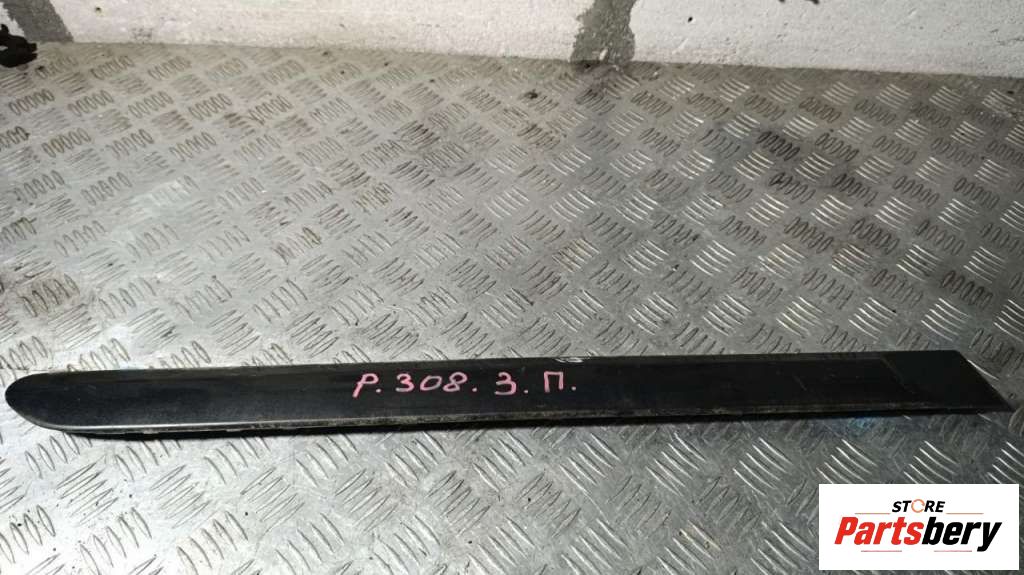 Р. 308. З. П.
STORE
Partsbery